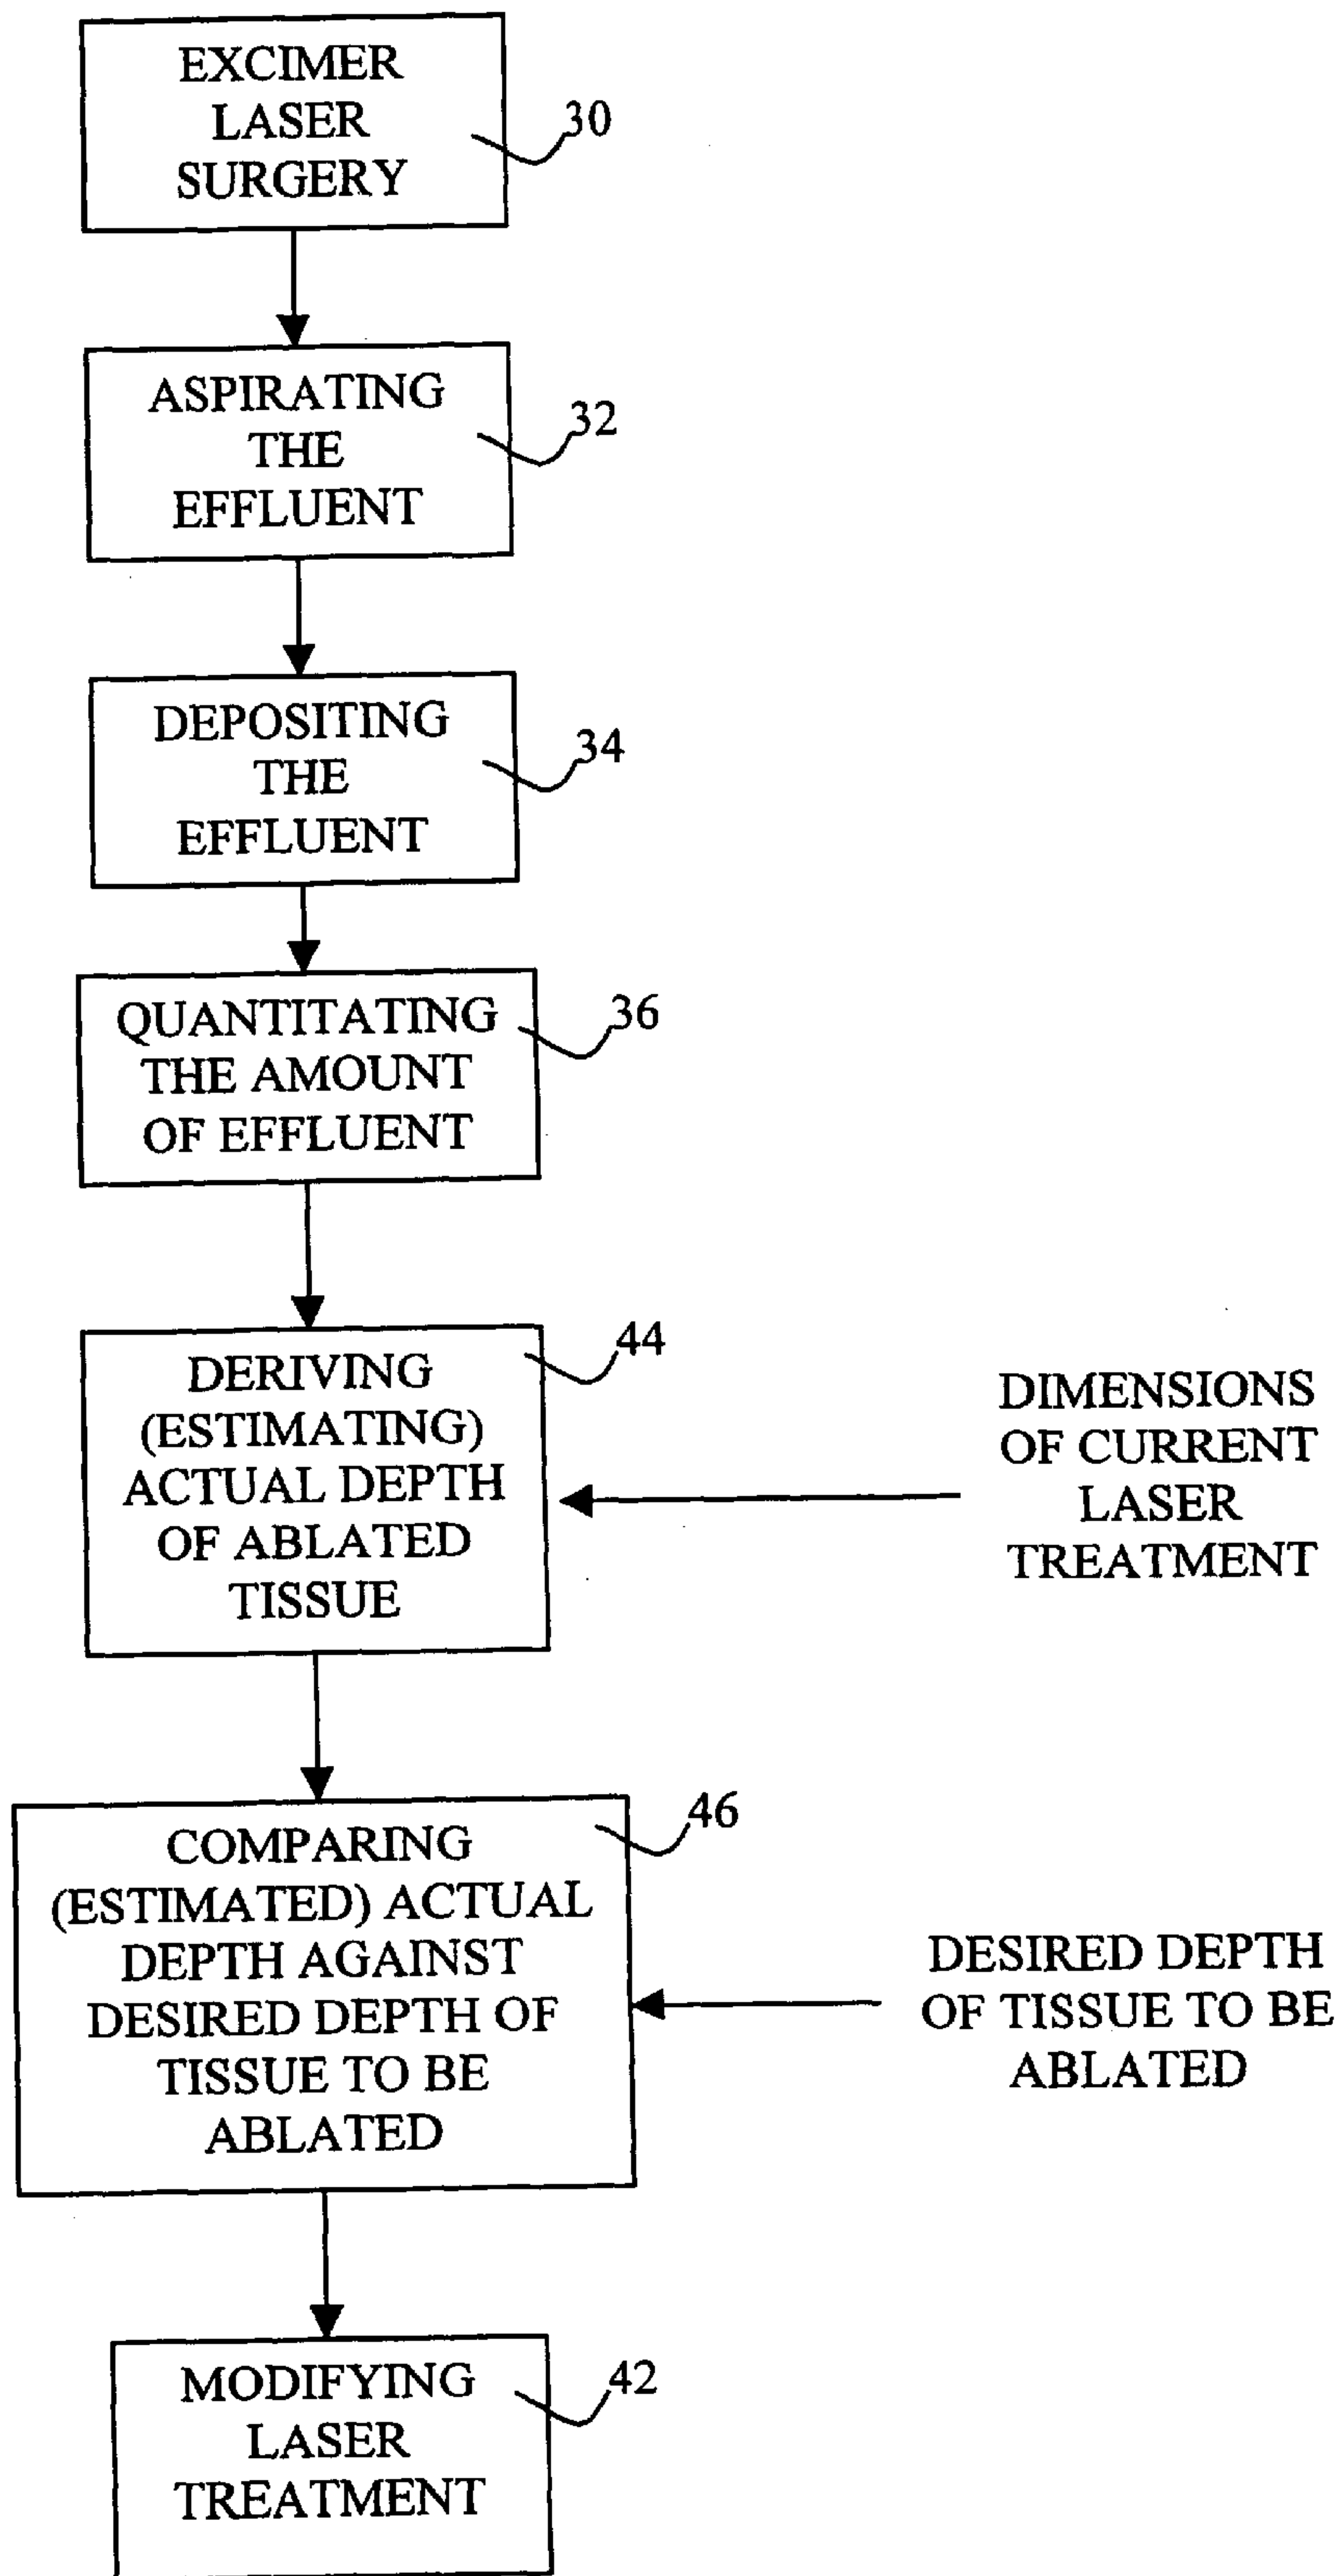 EXCIMER
LASER
SURGERY
30
ASPIRATING
THE
EFFLUENT
32
DEPOSITING
THE
EFFLUENT
34
QUANTITATING
THE AMOUNT
OF EFFLUENT
36
DERIVING
(ESTIMATING)
ACTUAL DEPTH
OF ABLATED
TISSUE
44
DIMENSIONS
OF CURRENT
LASER
TREATMENT
COMPARING
(ESTIMATED) ACTUAL
DEPTH AGAINST
DESIRED DEPTH OF
TISSUE TO BE
ABLATED
46
DESIRED DEPTH
OF TISSUE TO BE
ABLATED
MODIFYING
LASER
TREATMENT
42